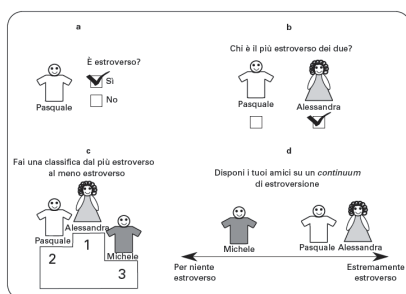 a
È estroverso?
Sì
No
Pasquale
b
Chi è il più estroverso dei due?
Pasquale
Alessandra
c
Fai una classifica dal più estroverso
al meno estroverso
Alessandra
Pasquale
1
2
Michele
3
d
Disponi i tuoi amici su un continuum
di estroversione
Michele
Pasquale Alessandra
Per niente
estroverso
Estremamente
estroverso